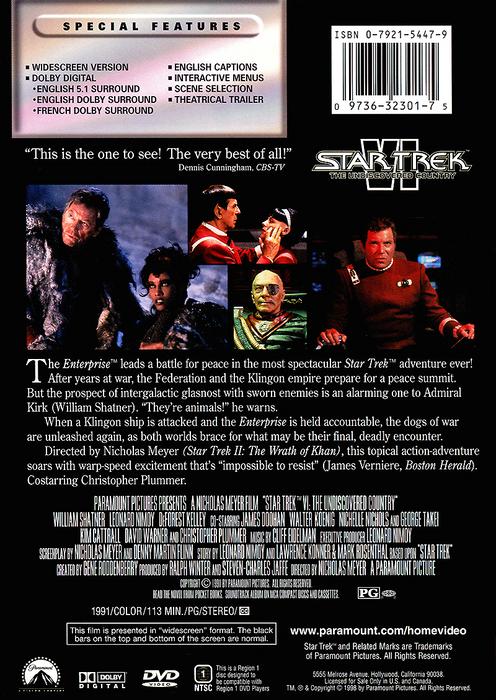 SPECIAL FEATURES
▪ WIDESCREEN VERSION
▪ DOLBY DIGITAL
•ENGLISH 5.1 SURROUND
•ENGLISH DOLBY SURROUND
•FRENCH DOLBY SURROUND
▪ ENGLISH CAPTIONS
▪ INTERACTIVE MENUS
▪ SCENE SELECTION
▪ THEATRICAL TRAILER
ISBN 0-7921-5447-9
0 9736-32301-7 5
“This is the one to see! The very best of all!”
Dennis Cunningham, CBS-TV
STAR TREK
VI
THE UNDISCOVERED COUNTRY
The Enterprise™ leads a battle for peace in the most spectacular Star Trek™ adventure ever!
After years at war, the Federation and the Klingon empire prepare for a peace summit.
But the prospect of intergalactic glasnost with sworn enemies is an alarming one to Admiral
Kirk (William Shatner). “They’re animals!” he warns.
When a Klingon ship is attacked and the Enterprise is held accountable, the dogs of war
are unleashed again, as both worlds brace for what may be their final, deadly encounter.
Directed by Nicholas Meyer (Star Trek II: The Wrath of Khan), this topical action-adventure
soars with warp-speed excitement that’s “impossible to resist” (James Verniere, Boston Herald).
Costarring Christopher Plummer.
PARAMOUNT PICTURES PRESENTS A NICHOLAS MEYER FILM "STAR TREK™ VI: THE UNDISCOVERED COUNTRY"
WILLIAM SHATNER LEONARD NIMOY DeFOREST KELLEY CO-STARRING JAMES DOOHAN WALTER KOENIG NICHELLE NICHOLS AND GEORGE TAKEI
KIM CATTRALL DAVID WARNER AND CHRISTOPHER PLUMMER MUSIC BY CLIFF EIDELMAN EXECUTIVE PRODUCER LEONARD NIMOY
SCREENPLAY BY NICHOLAS MEYER AND DENNY MARTIN FLINN STORY BY LEONARD NIMOY AND LAWRENCE KONNER & MARK ROSENTHAL BASED UPON "STAR TREK"
CREATED BY GENE RODDENBERRY PRODUCED BY RALPH WINTER AND STEVEN-CHARLES JAFFE DIRECTED BY NICHOLAS MEYER A PARAMOUNT PICTURE
COPYRIGHT © 1991 BY PARAMOUNT PICTURES. ALL RIGHTS RESERVED.
READ THE NOVEL FROM POCKET BOOKS. SOUNDTRACK ALBUM ON MCA COMPACT DISCS AND CASSETTES.
PG
1991/COLOR/113 MIN./PG/STEREO/CC
This film is presented in "widescreen" format. The black
bars on the top and bottom of the screen are normal.
www.paramount.com/homevideo
Star Trek™ and Related Marks are Trademarks
of Paramount Pictures. All Rights Reserved.
Paramount
DOLBY
DIGITAL
DVD
VIDEO
1
NTSC
This is a Region 1
disc designed to
be compatible with
Region 1 DVD Players
5555 Melrose Avenue, Hollywood, California 90038.
Licensed for Sale Only in U.S. and Canada.
TM, ® & Copyright © 1998 by Paramount Pictures. All Rights Reserved.